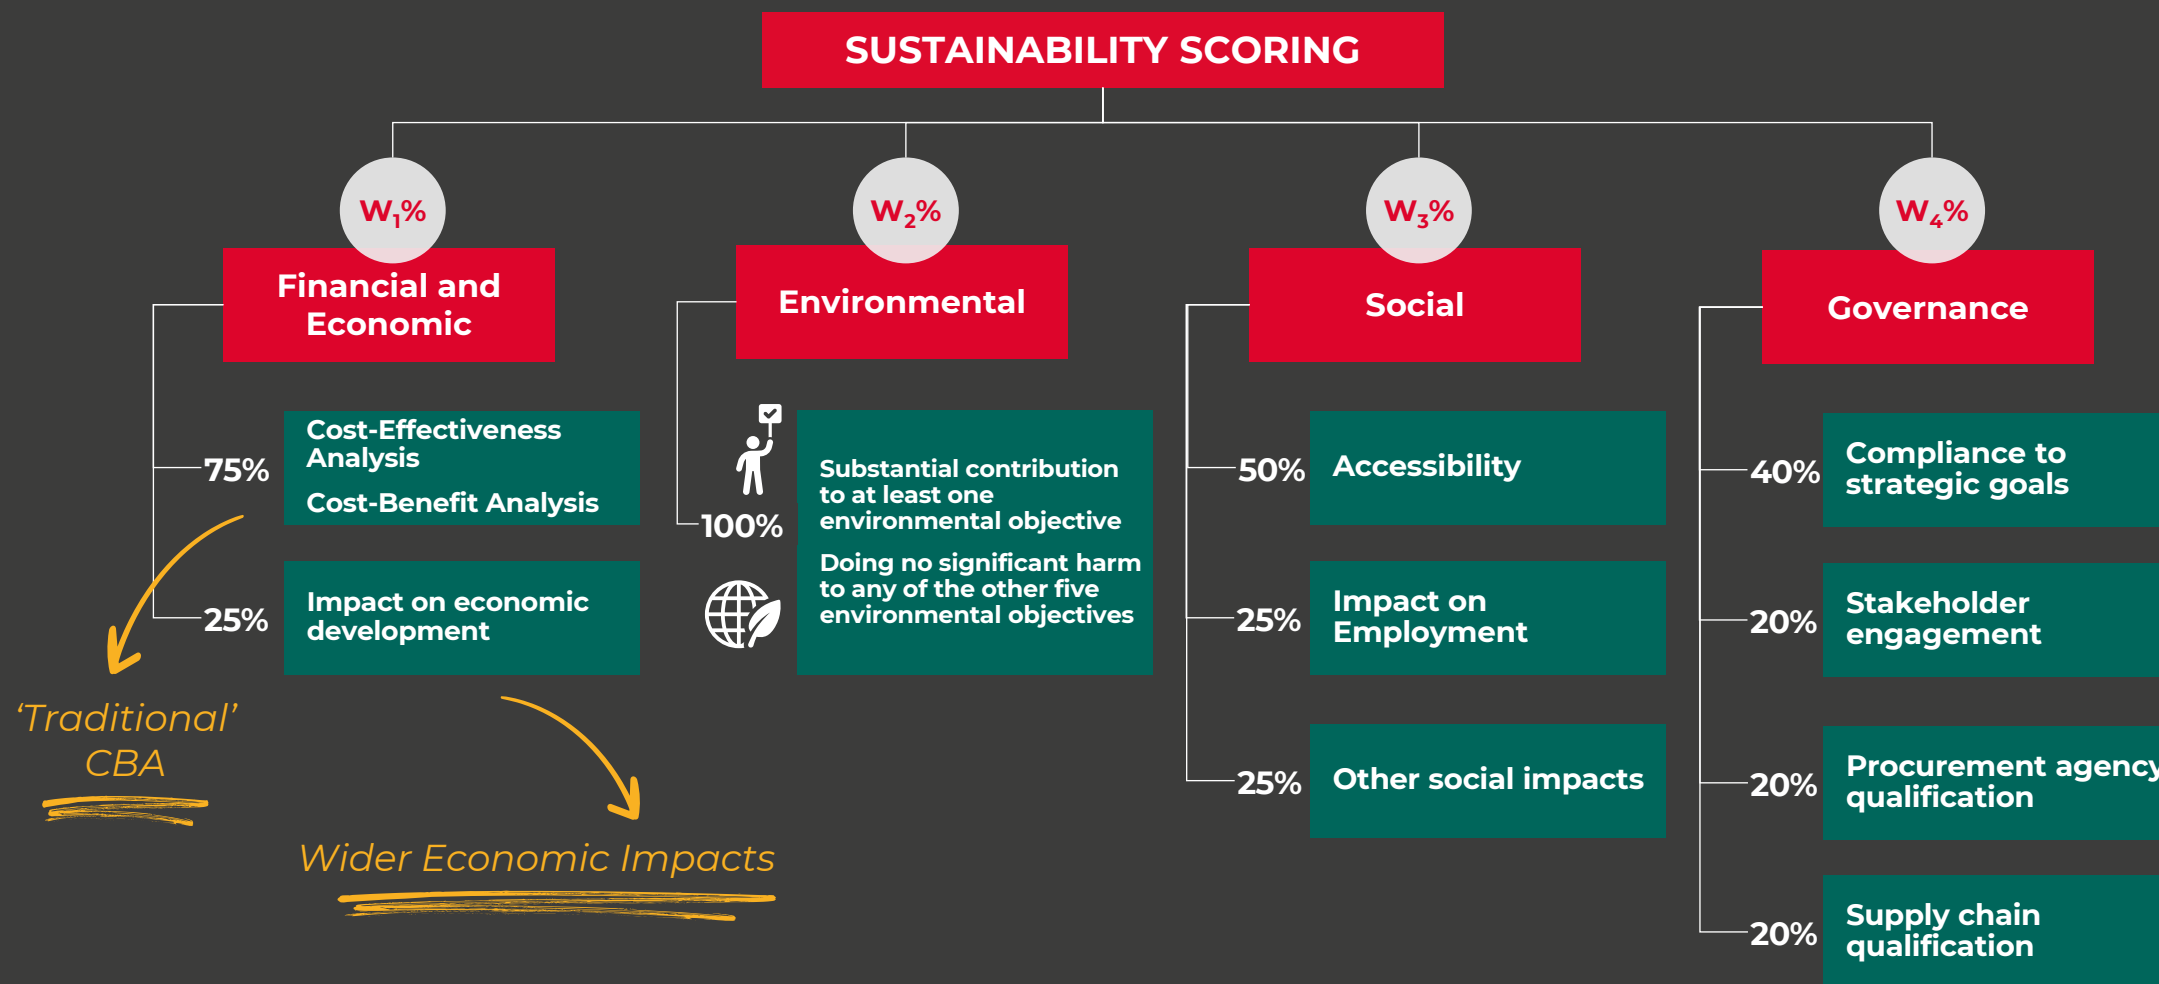 SUSTAINABILITY SCORING
W₁%
W₂%
W₃%
W₄%
Financial and
Economic
75%
Cost-Effectiveness
Analysis
Cost-Benefit Analysis
25%
Impact on economic
development
‘Traditional’
CBA
Wider Economic Impacts
Environmental
100%
Substantial contribution
to at least one
environmental objective
Doing no significant harm
to any of the other five
environmental objectives
Social
50%
Accessibility
25%
Impact on
Employment
25%
Other social impacts
Governance
40%
Compliance to
strategic goals
20%
Stakeholder
engagement
20%
Procurement agency
qualification
20%
Supply chain
qualification